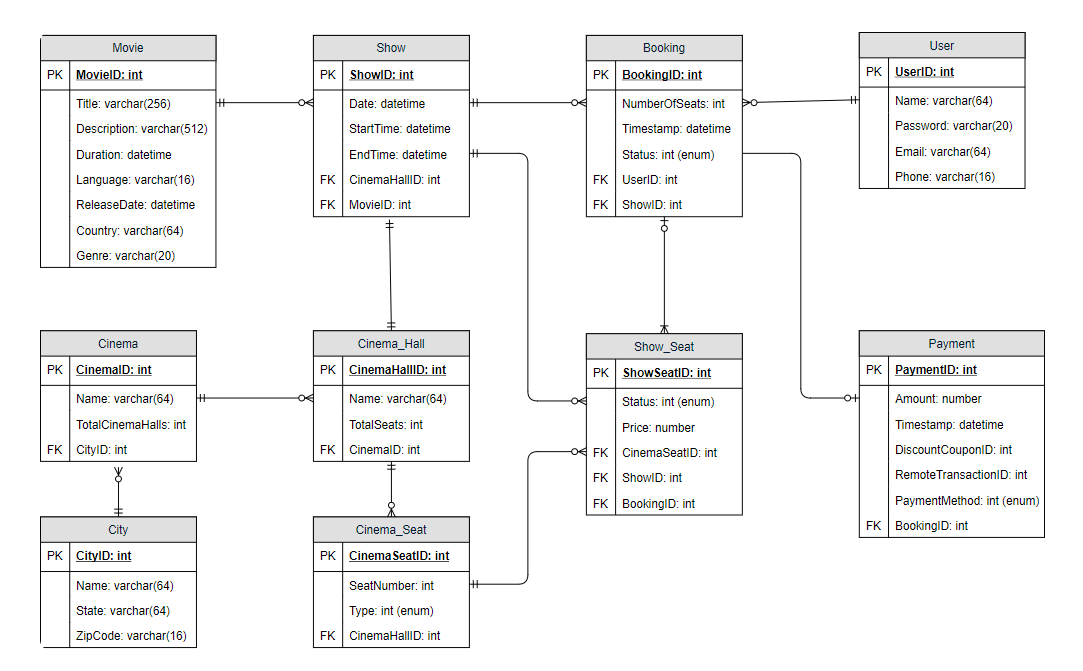 Movie
PK MovieID: int
Title: varchar(256)
Description: varchar(512)
Duration: datetime
Language: varchar(16)
ReleaseDate: datetime
Country: varchar(64)
Genre: varchar(20)
Show
PK ShowID: int
Date: datetime
StartTime: datetime
EndTime: datetime
FK CinemaHallID: int
FK MovieID: int
Booking
PK BookingID: int
NumberOfSeats: int
Timestamp: datetime
Status: int (enum)
FK UserID: int
FK ShowID: int
User
PK UserID: int
Name: varchar(64)
Password: varchar(20)
Email: varchar(64)
Phone: varchar(16)
Cinema
PK CinemaID: int
Name: varchar(64)
TotalCinemaHalls: int
FK CityID: int
Cinema_Hall
PK CinemaHallID: int
Name: varchar(64)
TotalSeats: int
FK CinemaID: int
Show_Seat
PK ShowSeatID: int
Status: int (enum)
Price: number
FK CinemaSeatID: int
FK ShowID: int
FK BookingID: int
Payment
PK PaymentID: int
Amount: number
Timestamp: datetime
DiscountCouponID: int
RemoteTransactionID: int
PaymentMethod: int (enum)
FK BookingID: int
City
PK CityID: int
Name: varchar(64)
State: varchar(64)
ZipCode: varchar(16)
Cinema_Seat
PK CinemaSeatID: int
SeatNumber: int
Type: int (enum)
FK CinemaHallID: int